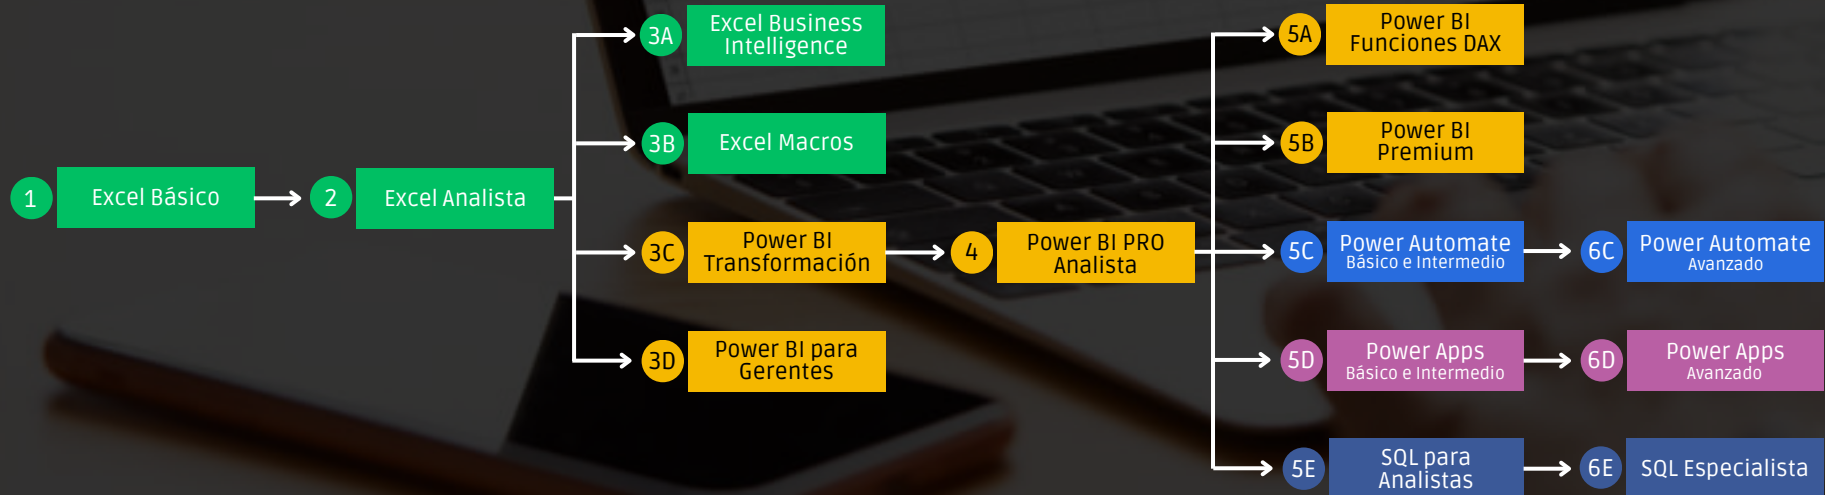 1
Excel Básico
2
Excel Analista
3A
Excel Business
Intelligence
3B
Excel Macros
3C
Power BI
Transformación
3D
Power BI para
Gerentes
4
Power BI PRO
Analista
5A
Power BI
Funciones DAX
5B
Power BI
Premium
5C
Power Automate
Básico e Intermedio
6C
Power Automate
Avanzado
5D
Power Apps
Básico e Intermedio
6D
Power Apps
Avanzado
5E
SQL para
Analistas
6E
SQL Especialista